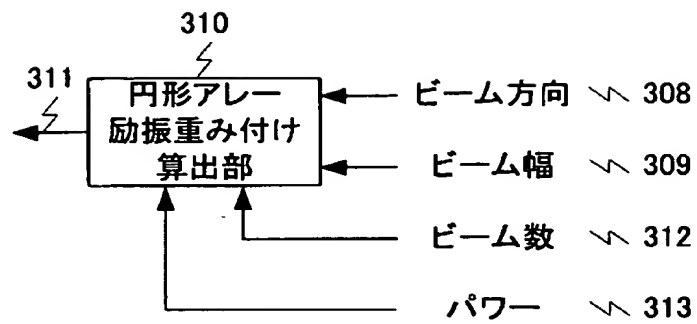 310
311
円形アレー
励振重み付け
算出部
ビーム方向 308
ビーム幅 309
ビーム数 312
パワー 313